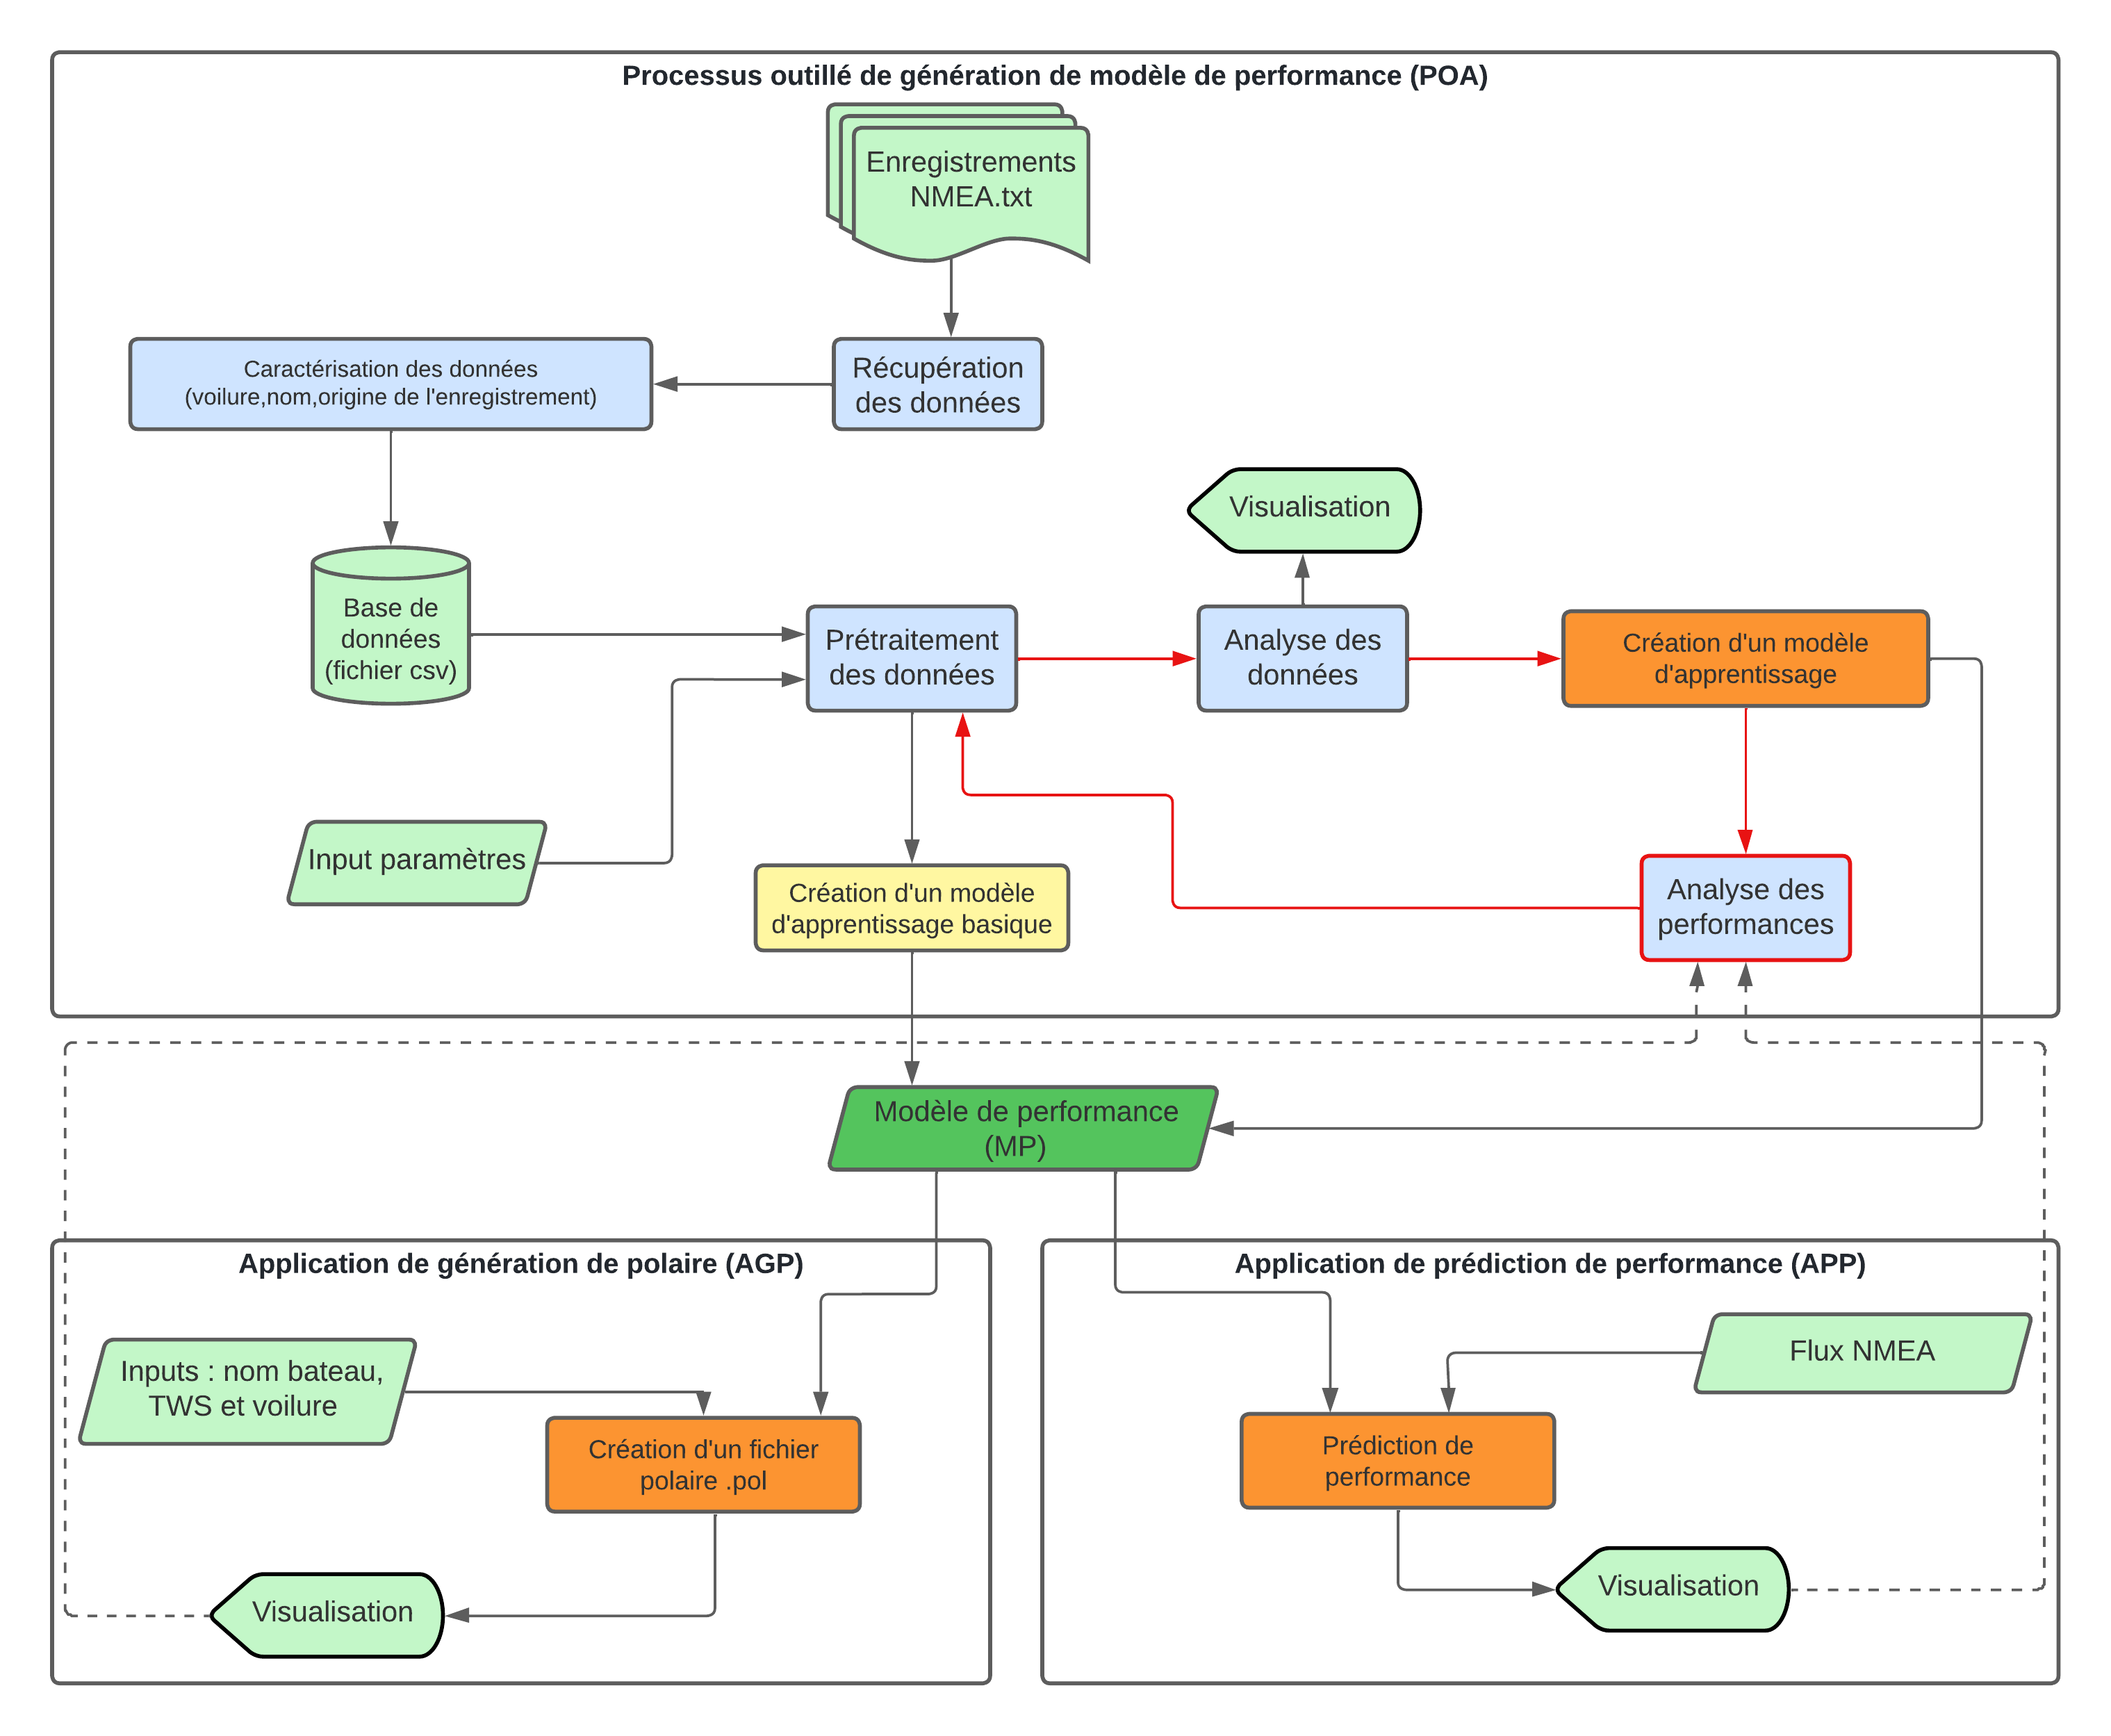 Processus outillé de génération de modèle de performance (POA)
Enregistrements
NMEA.txt
Caractérisation des données
(voilure,nom,origine de l'enregistrement)
Récupération
des données
Visualisation
Base de
données
(fichier csv)
Prétraitement
des données
Analyse des
données
Création d'un modèle
d'apprentissage
Input paramètres
Création d'un modèle
d'apprentissage basique
Analyse des
performances
Modèle de performance
(MP)
Application de génération de polaire (AGP)
Inputs : nom bateau,
TWS et voilure
Création d'un fichier
polaire .pol
Visualisation
Application de prédiction de performance (APP)
Flux NMEA
Prédiction de
performance
Visualisation